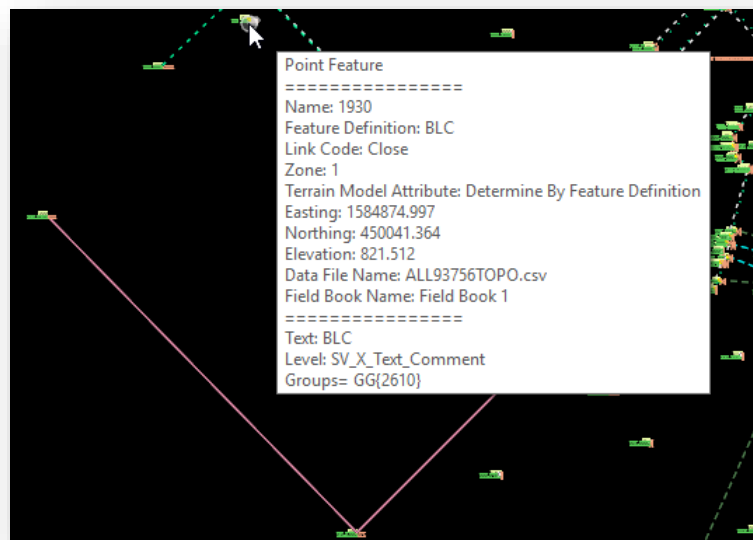 Point Feature
=================
Name: 1930
Feature Definition: BLC
Link Code: Close
Zone: 1
Terrain Model Attribute: Determine By Feature Definition
Easting: 1584874.997
Northing: 450041.364
Elevation: 821.512
Data File Name: ALL93756TOPO.csv
Field Book Name: Field Book 1
=================
Text: BLC
Level: SV_X_Text_Comment
Groups= GG{2610}